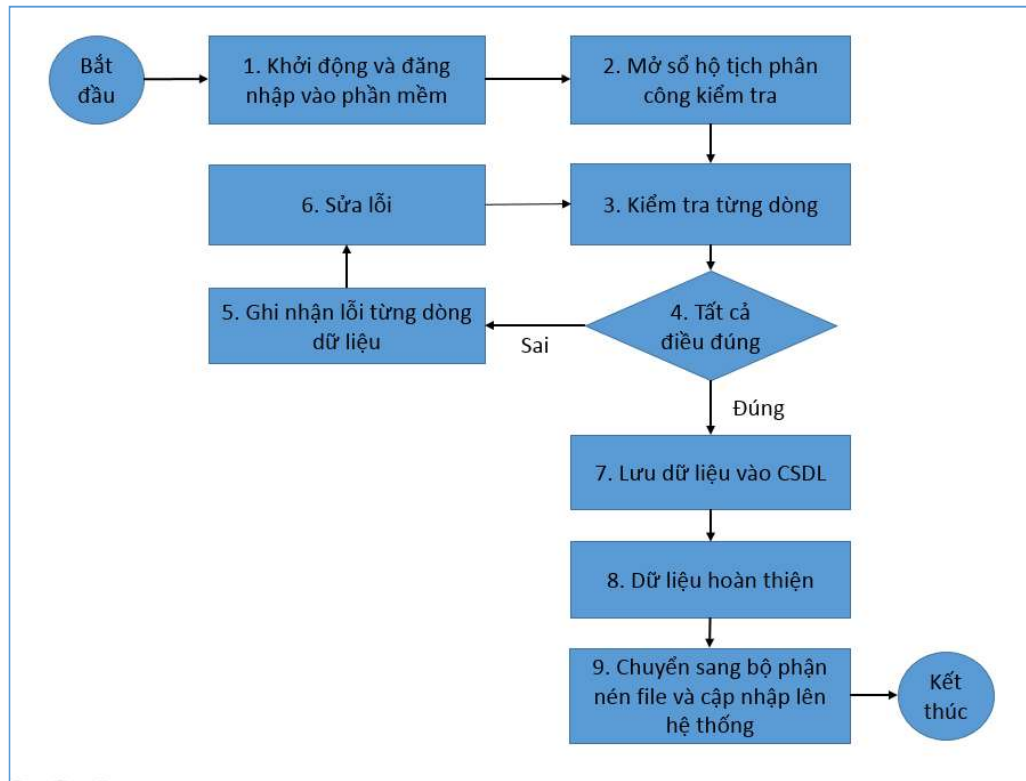 Bắt
đầu
1. Khởi động và đăng
nhập vào phần mềm
2. Mở sổ hộ tịch phân
công kiểm tra
6. Sửa lỗi
3. Kiểm tra từng dòng
5. Ghi nhận lỗi từng dòng
dữ liệu
Sai
4. Tất cả
điều đúng
Đúng
7. Lưu dữ liệu vào CSDL
8. Dữ liệu hoàn thiện
9. Chuyển sang bộ phận
nén file và cập nhập lên
hệ thống
Kết
thúc